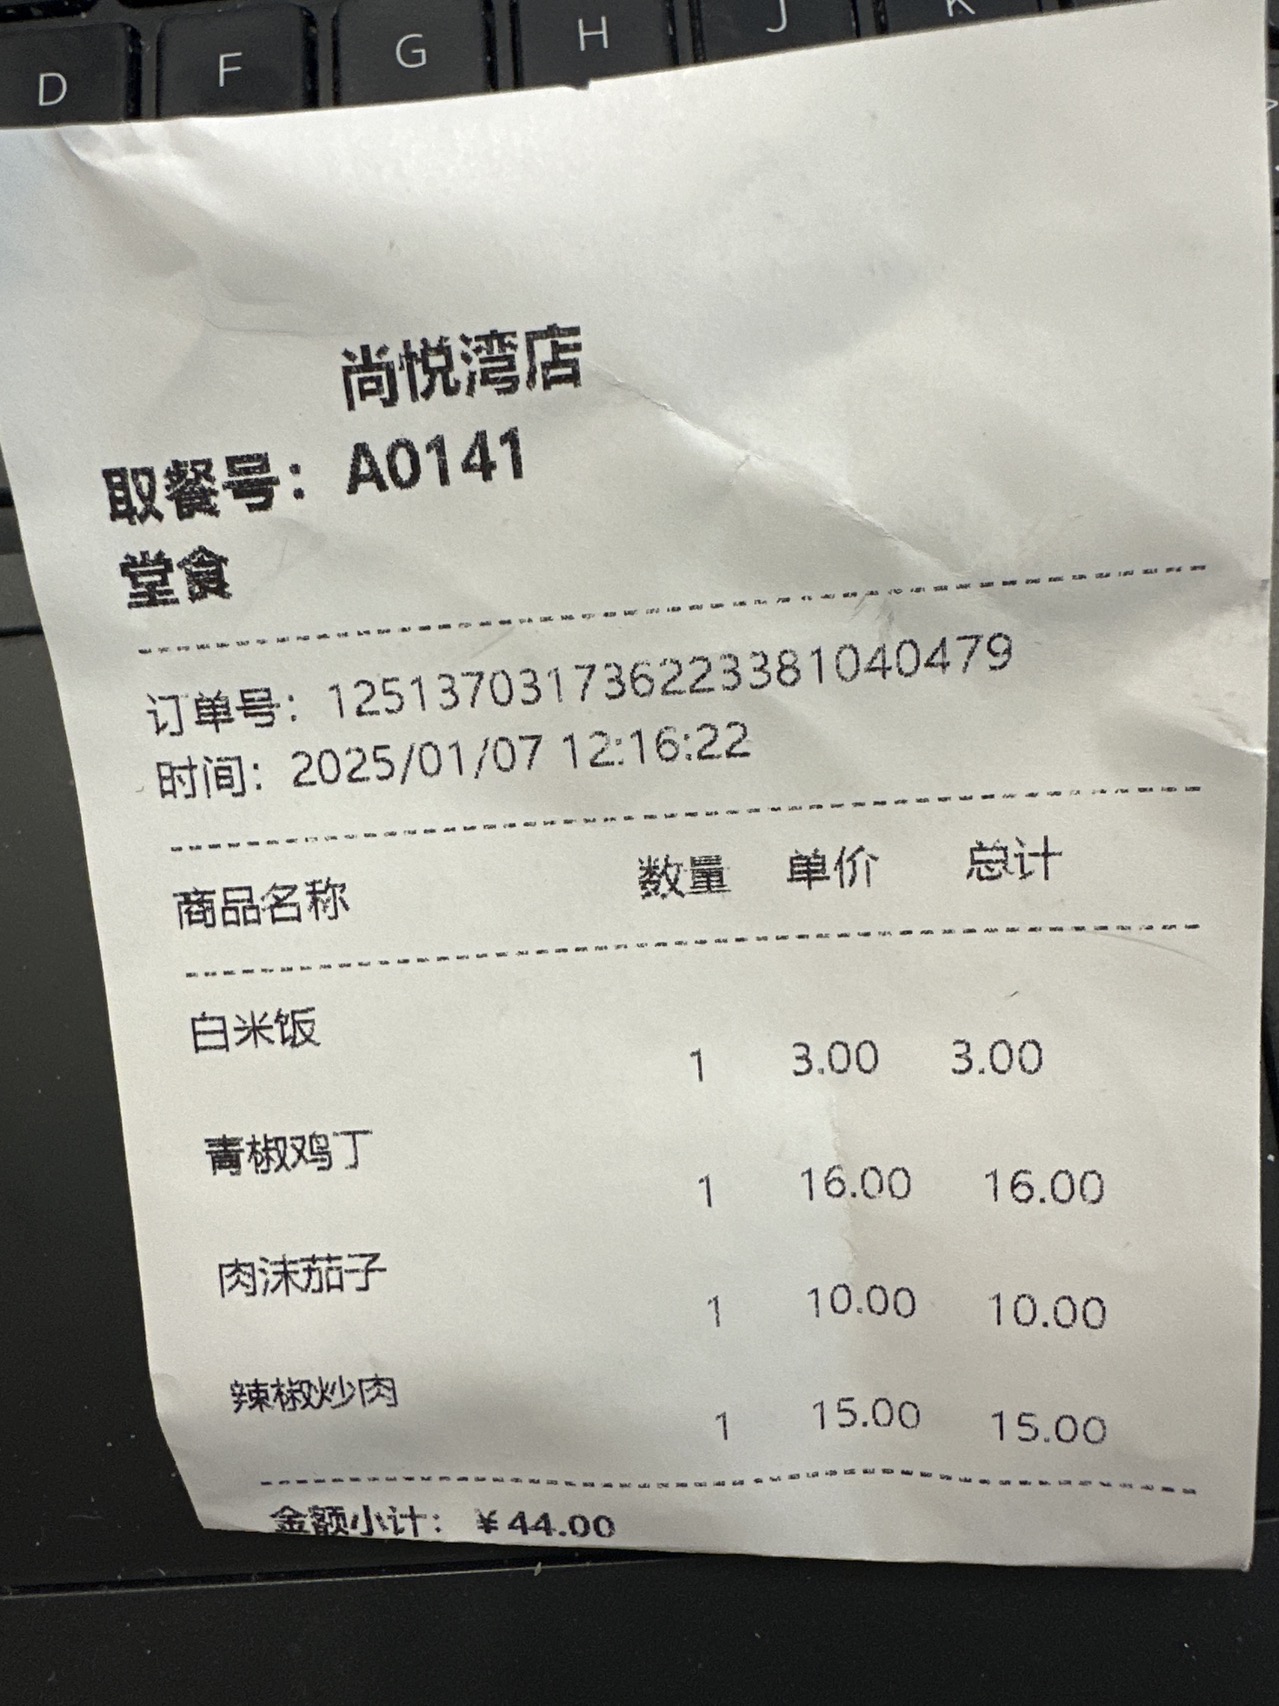 D F G H J K
尚悦湾店
取餐号： A0141
堂食
订单号： 12513703173622338​1040479
时间： 2025/01/07 12:16:22
商品名称 数量 单价 总计
白米饭
1 3.00 3.00
青椒鸡丁
1 16.00 16.00
肉沫茄子
1 10.00 10.00
辣椒炒肉
1 15.00 15.00
金额小计： ￥44.00